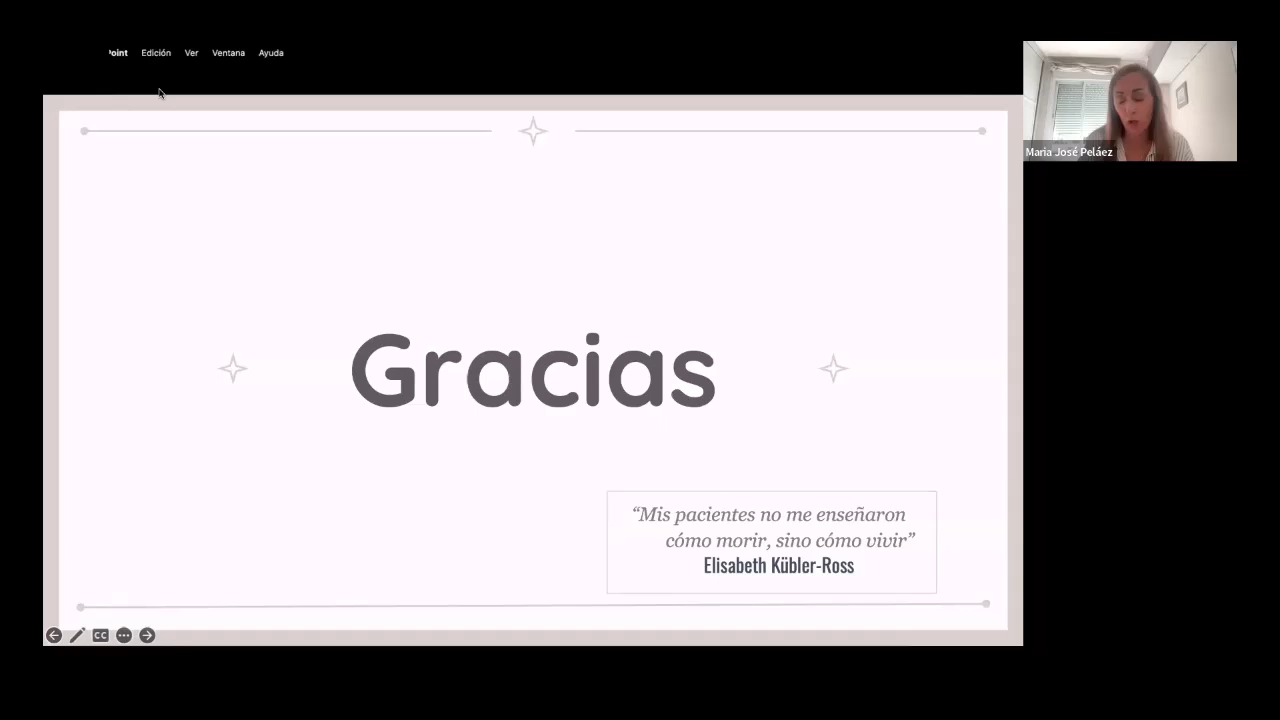 Edición Ver Ventana Ayuda
Maria José Peláez
Gracias
“Mis pacientes no me enseñaron
cómo morir, sino cómo vivir”
Elisabeth Kübler-Ross
CC